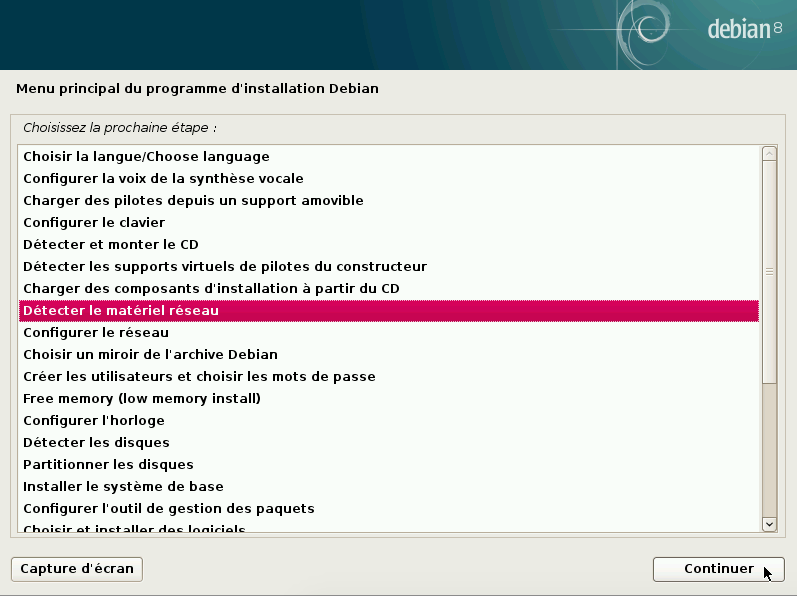 debian 8
Menu principal du programme d'installation Debian
Choisissez la prochaine étape :
Choisir la langue/Choose language
Configurer la voix de la synthèse vocale
Charger des pilotes depuis un support amovible
Configurer le clavier
Détecter et monter le CD
Détecter les supports virtuels de pilotes du constructeur
Charger des composants d'installation à partir du CD
Détecter le matériel réseau
Configurer le réseau
Choisir un miroir de l'archive Debian
Créer les utilisateurs et choisir les mots de passe
Free memory (low memory install)
Configurer l'horloge
Détecter les disques
Partitionner les disques
Installer le système de base
Configurer l'outil de gestion des paquets
Choisir et installer des logiciels
Capture d'écran
Continuer